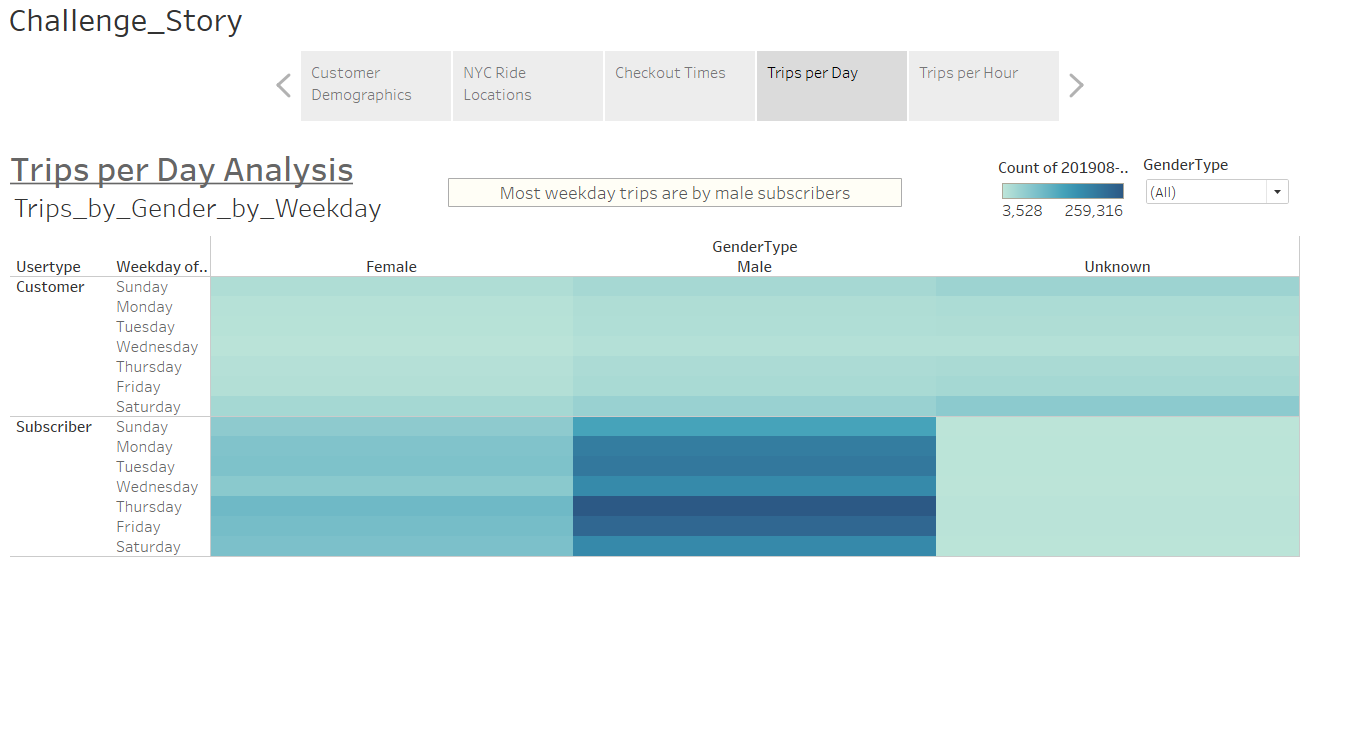 Challenge_Story
Customer
Demographics
NYC Ride
Locations
Checkout Times
Trips per Day
Trips per Hour
Trips per Day Analysis
Trips_by_Gender_by_Weekday
Most weekday trips are by male subscribers
Count of 201908-..
3,528 259,316
GenderType
(All)
GenderType
Usertype Weekday of.. Female Male Unknown
Customer Sunday
Monday
Tuesday
Wednesday
Thursday
Friday
Saturday
Subscriber Sunday
Monday
Tuesday
Wednesday
Thursday
Friday
Saturday